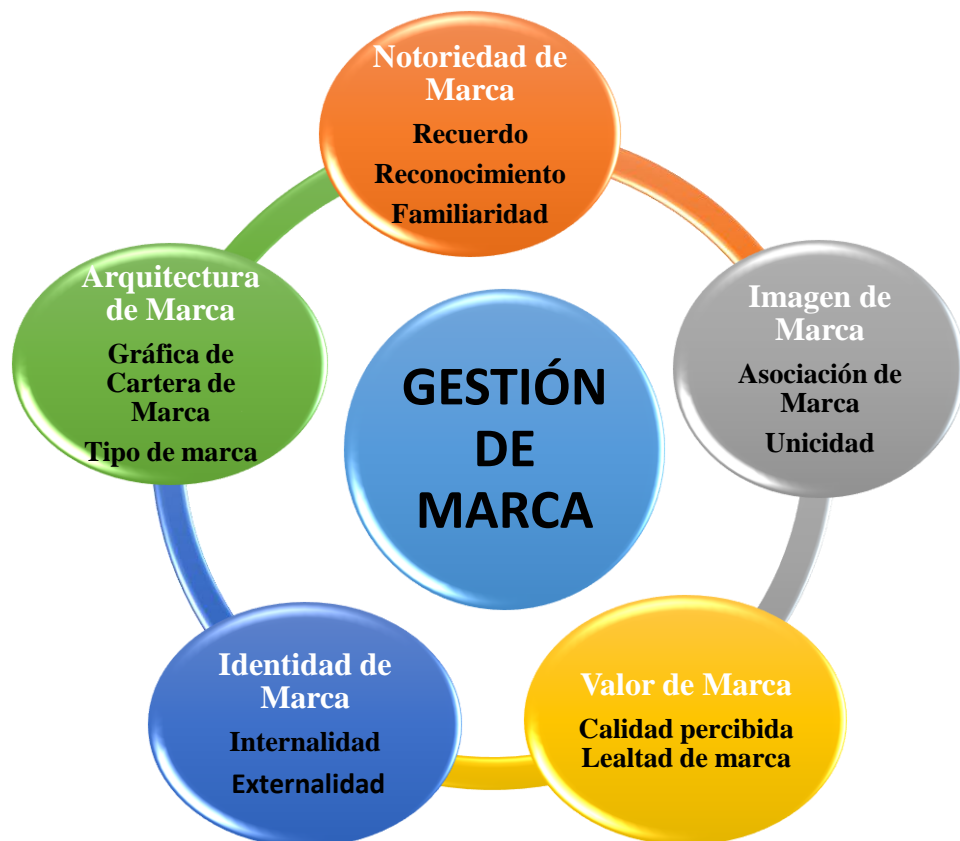 Notoriedad de
Marca
Recuerdo
Reconocimiento
Familiaridad
Imagen de
Marca
Asociación de
Marca
Unicidad
Valor de Marca
Calidad percibida
Lealtad de marca
Identidad de
Marca
Internalidad
Externalidad
Arquitectura
de Marca
Gráfica de
Cartera de
Marca
Tipo de marca
GESTIÓN
DE
MARCA